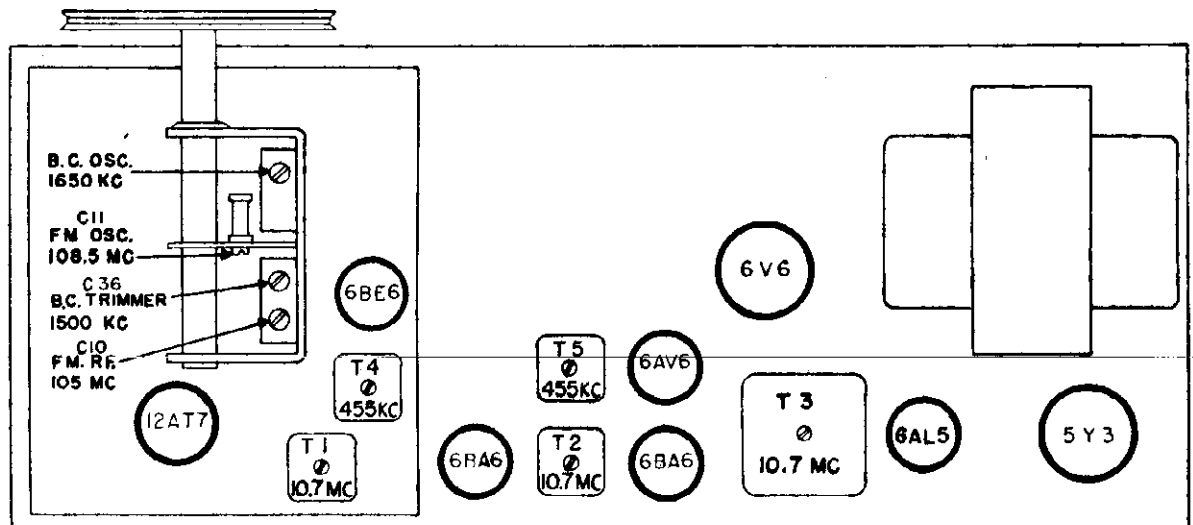 B.C. OSC.
1650 KC
C11
FM OSC.
108.5 MC
C36
B.C. TRIMMER
1500 KC
C10
F.M. RF.
105 MC
12AT7
6BE6
T4
455KC
T1
10.7MC
6BA6
T5
455KC
T2
10.7MC
6AV6
6BA6
6V6
T3
10.7 MC
6AL5
5Y3